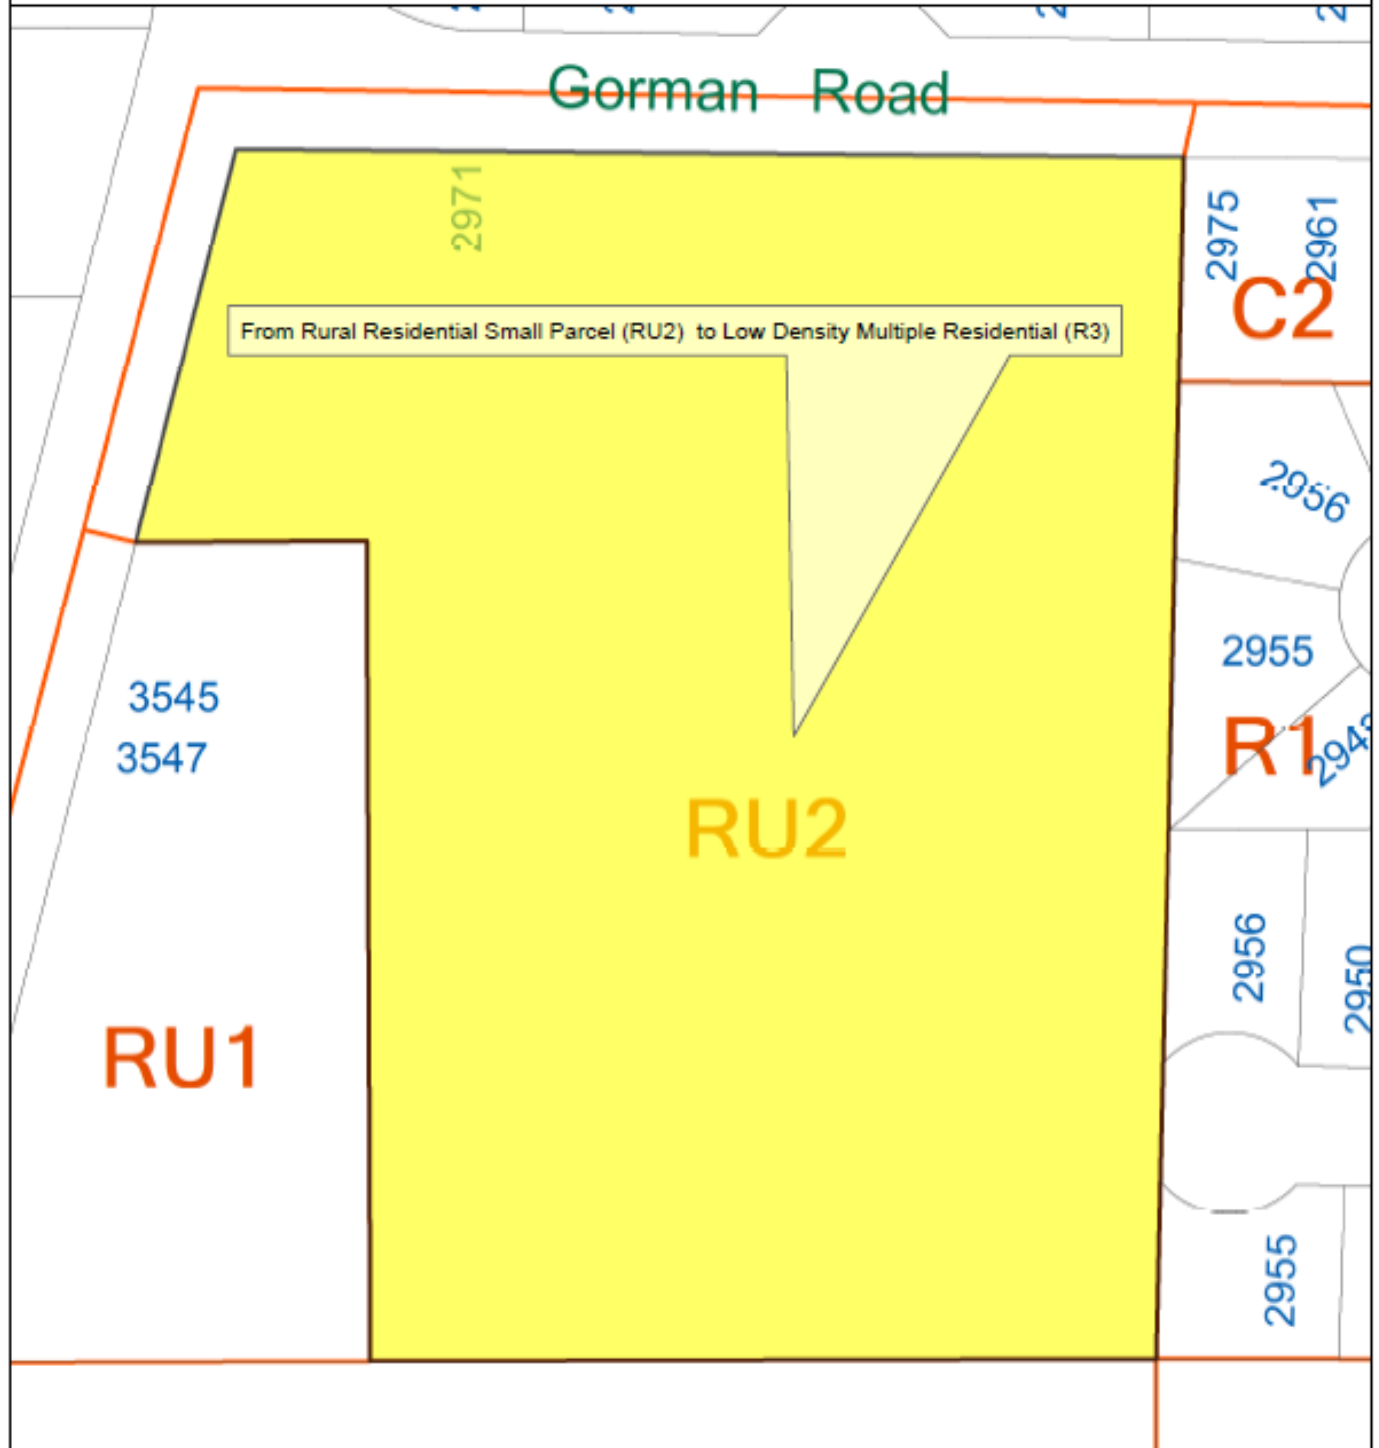 Gorman Road
2971
2975
2961
From Rural Residential Small Parcel (RU2) to Low Density Multiple Residential (R3)
C2
2956
2955
3545
R1
3547
RU2
2956
2950
RU1
2955